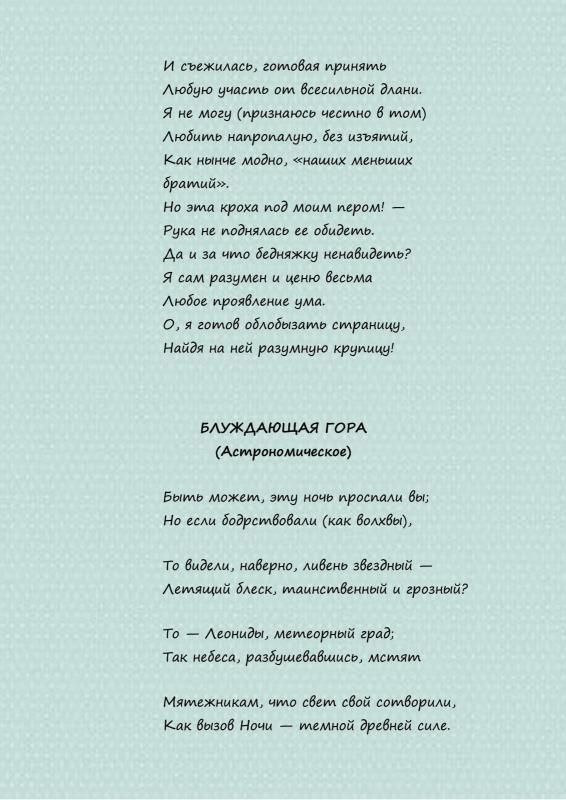 И съежилась, готовая принять
Любую участь от всесильной длани.
Я не могу (признаюсь честно в том)
Любить напропалую, без изъятий,
Как нынче модно, «наших меньших
братий».
Но эта кроха под моим пером! —
Рука не поднялась ее обидеть.
Да и за что бедняжку ненавидеть?
Я сам разумен и ценю весьма
Любое проявление ума.
О, я готов облобызать страницу,
Найдя на ней разумную крупицу!
БЛУЖДАЮЩАЯ ГОРА
(Астрономическое)
Быть может, эту ночь проспали вы;
Но если бодрствовали (как волхвы),
То видели, наверно, ливень звездный —
Летящий блеск, таинственный и грозный?
То — Леониды, метеорный град;
Так небеса, разбушевавшись, мстят
Мятежникам, что свет свой сотворили,
Как вызов Ночи — темной древней силе.